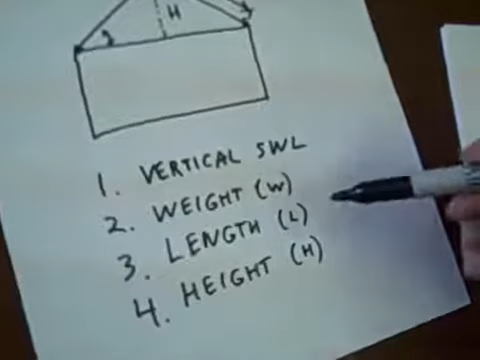 H
1. VERTICAL SWL
2. WEIGHT (W)
3. LENGTH (L)
4. HEIGHT (H)